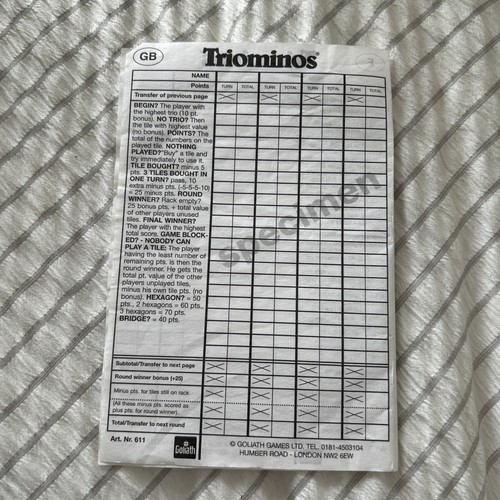 GB
Triominos®
NAME
Points TURN TOTAL TURN TOTAL TURN TOTAL TURN TOTAL
Transfer of previous page
BEGIN? The player with
the highest trio (10 pt.
bonus). NO TRIO? Then
the tile with highest value
(no bonus). POINTS? The
total of the numbers on the
played tile. NOTHING
PLAYED? "Buy" a tile and
try immediately to use it.
TILE BOUGHT? minus 5
pts. 3 TILES BOUGHT IN
ONE TURN? pass, 10
extra minus pts. (-5-5-5-10)
= 25 minus pts. ROUND
WINNER? Rack empty?
25 bonus pts. + total value
of other players unused
tiles. FINAL WINNER?
The player with the highest
total score. GAME BLOCK-
ED? - NOBODY CAN
PLAY A TILE: The player
having the least number of
remaining pts. is then the
round winner. He gets the
total pt. value of the other
players unplayed tiles,
minus his own tile pts. (no
bonus). HEXAGON? = 50
pts., 2 hexagons = 60 pts.,
3 hexagons = 70 pts.
BRIDGE? = 40 pts.
specimen
Subtotal/Transfer to next page
Round winner bonus (+25)
Minus pts. for tiles still on rack
(All these minus pts. scored as
plus pts. for round winner).
Total/Transfer to next round
Art. Nr. 611
Goliath
© GOLIATH GAMES LTD. TEL. 0181-4503104
HUMBER ROAD - LONDON NW2 6EW